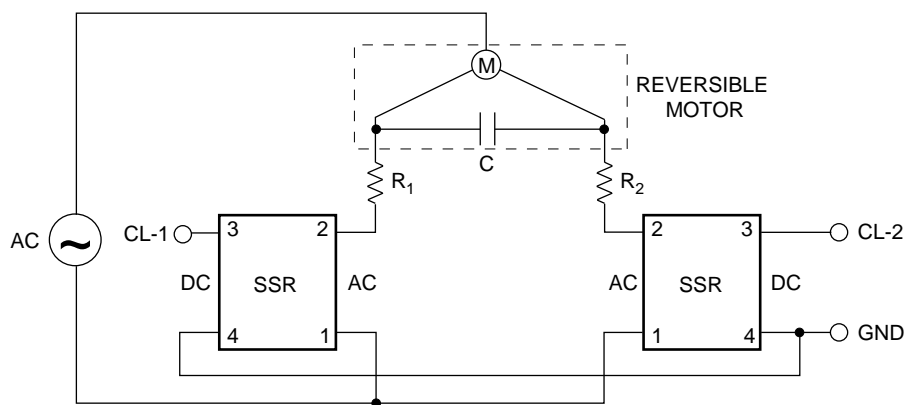 M
REVERSIBLE
MOTOR
C
R1
R2
AC
~
CL-1
3
2
2
3
CL-2
DC
SSR
AC
AC
SSR
DC
4
1
1
4
GND